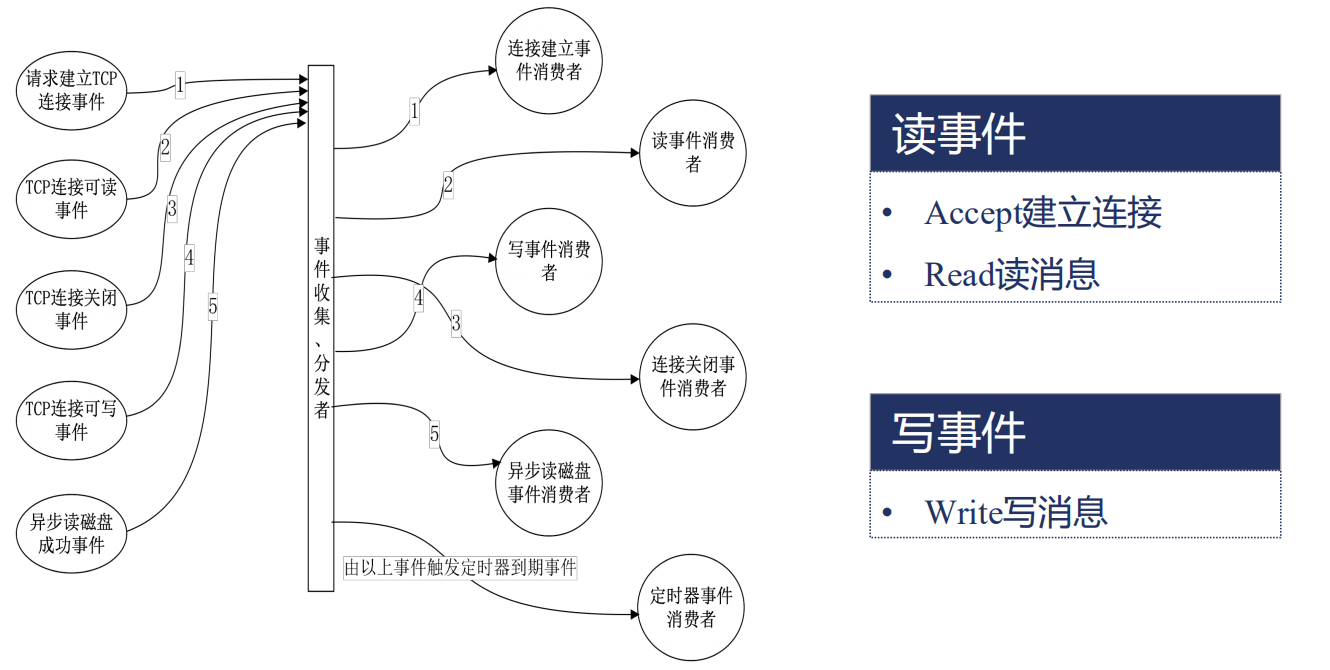 请求建立TCP
连接事件
TCP连接可读
事件
TCP连接关闭
事件
TCP连接可写
事件
异步读磁盘
成功事件
1
2
3
4
5
事
件
收
集
、
分
发
者
1
2
4
3
5
由以上事件触发定时器到期事件
连接建立事
件消费者
读事件消费
者
写事件消费
者
连接关闭事
件消费者
异步读磁盘
事件消费者
定时器事件
消费者
读事件
• Accept建立连接
• Read读消息
写事件
• Write写消息